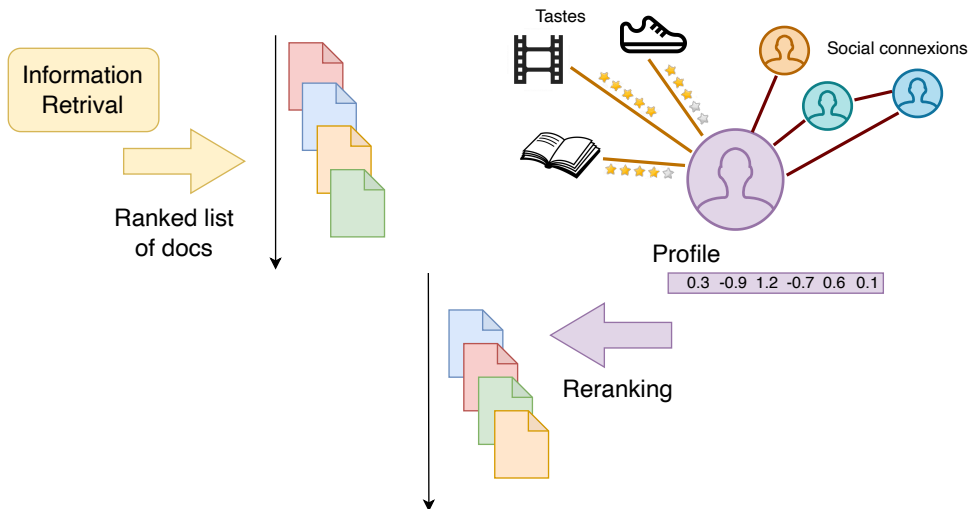 Tastes
Social connexions
Information
Retrival
Ranked list
of docs
Profile
0.3 -0.9 1.2 -0.7 0.6 0.1
Reranking